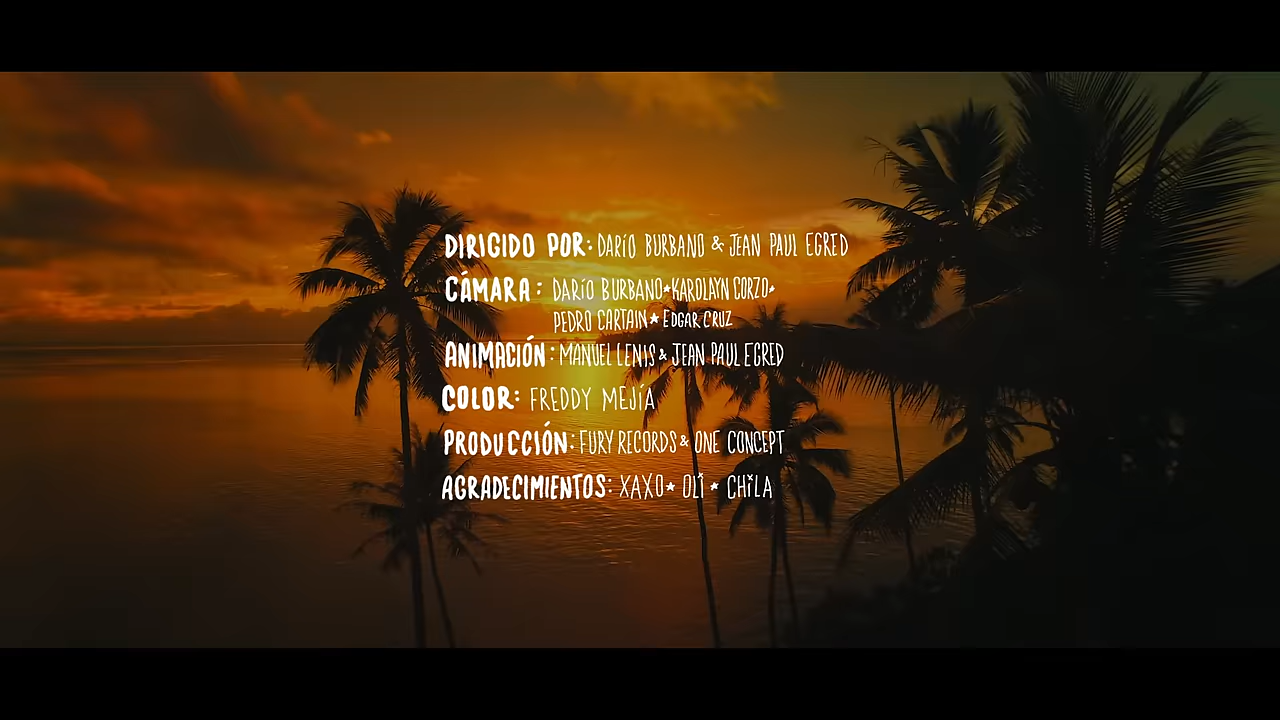 DIRIGIDO POR: DARÍO BURBANO & JEAN PAUL EGRED
CÁMARA: DARÍO BURBANO★KAROLAYN CORZO★
PEDRO CARTAIN★EDGAR CRUZ
ANIMACIÓN: MANUEL LENIS & JEAN PAUL EGRED
COLOR: FREDDY MEJÍA
PRODUCCIÓN: FURY RECORDS & ONE CONCEPT
AGRADECIMIENTOS: XAXO★ OLI ★ CHILA